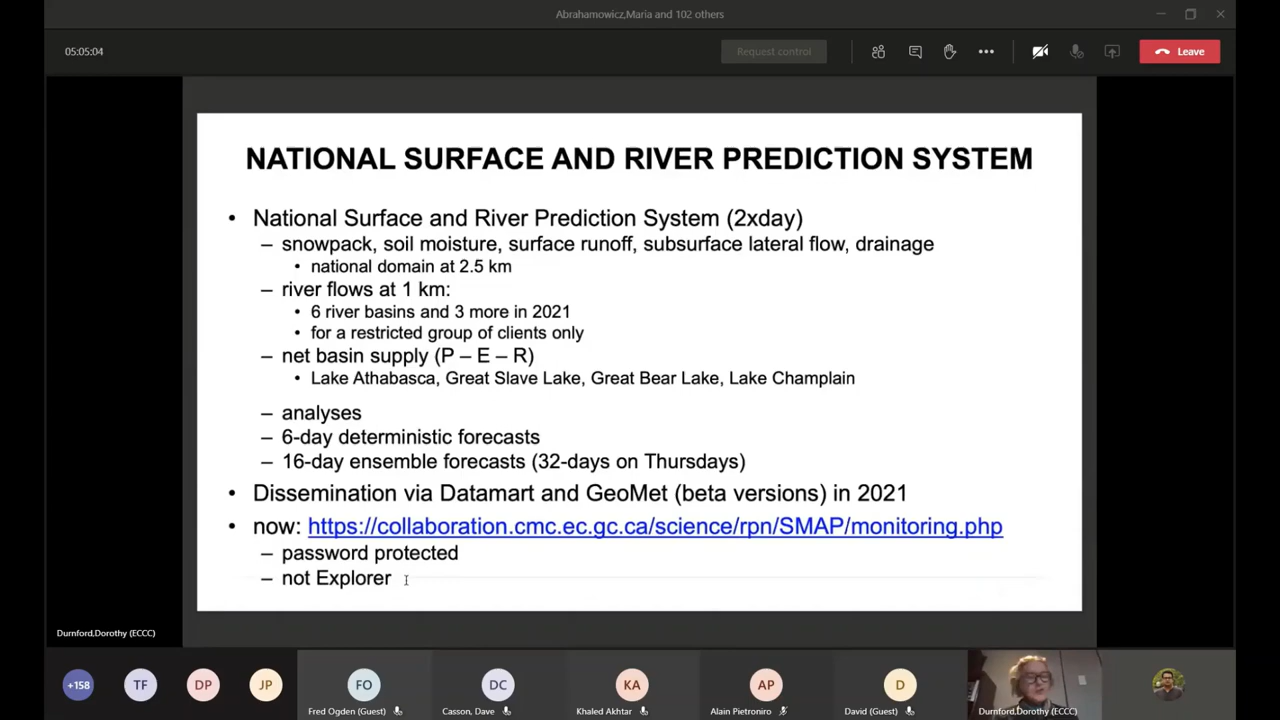 Abrahamowicz,Maria and 102 others
05:05:04
Request control
Leave
NATIONAL SURFACE AND RIVER PREDICTION SYSTEM
• National Surface and River Prediction System (2xday)
– snowpack, soil moisture, surface runoff, subsurface lateral flow, drainage
• national domain at 2.5 km
– river flows at 1 km:
• 6 river basins and 3 more in 2021
• for a restricted group of clients only
– net basin supply (P – E – R)
• Lake Athabasca, Great Slave Lake, Great Bear Lake, Lake Champlain
– analyses
– 6-day deterministic forecasts
– 16-day ensemble forecasts (32-days on Thursdays)
• Dissemination via Datamart and GeoMet (beta versions) in 2021
• now: https://collaboration.cmc.ec.gc.ca/science/rpn/SMAP/monitoring.php
– password protected
– not Explorer
Durnford,Dorothy (ECCC)
+158
TF
DP
JP
FO
DC
KA
AP
D
Fred Ogden (Guest)
Casson, Dave
Khaled Akhtar
Alain Pietroniro
David (Guest)
Durnford,Dorothy (ECCC)